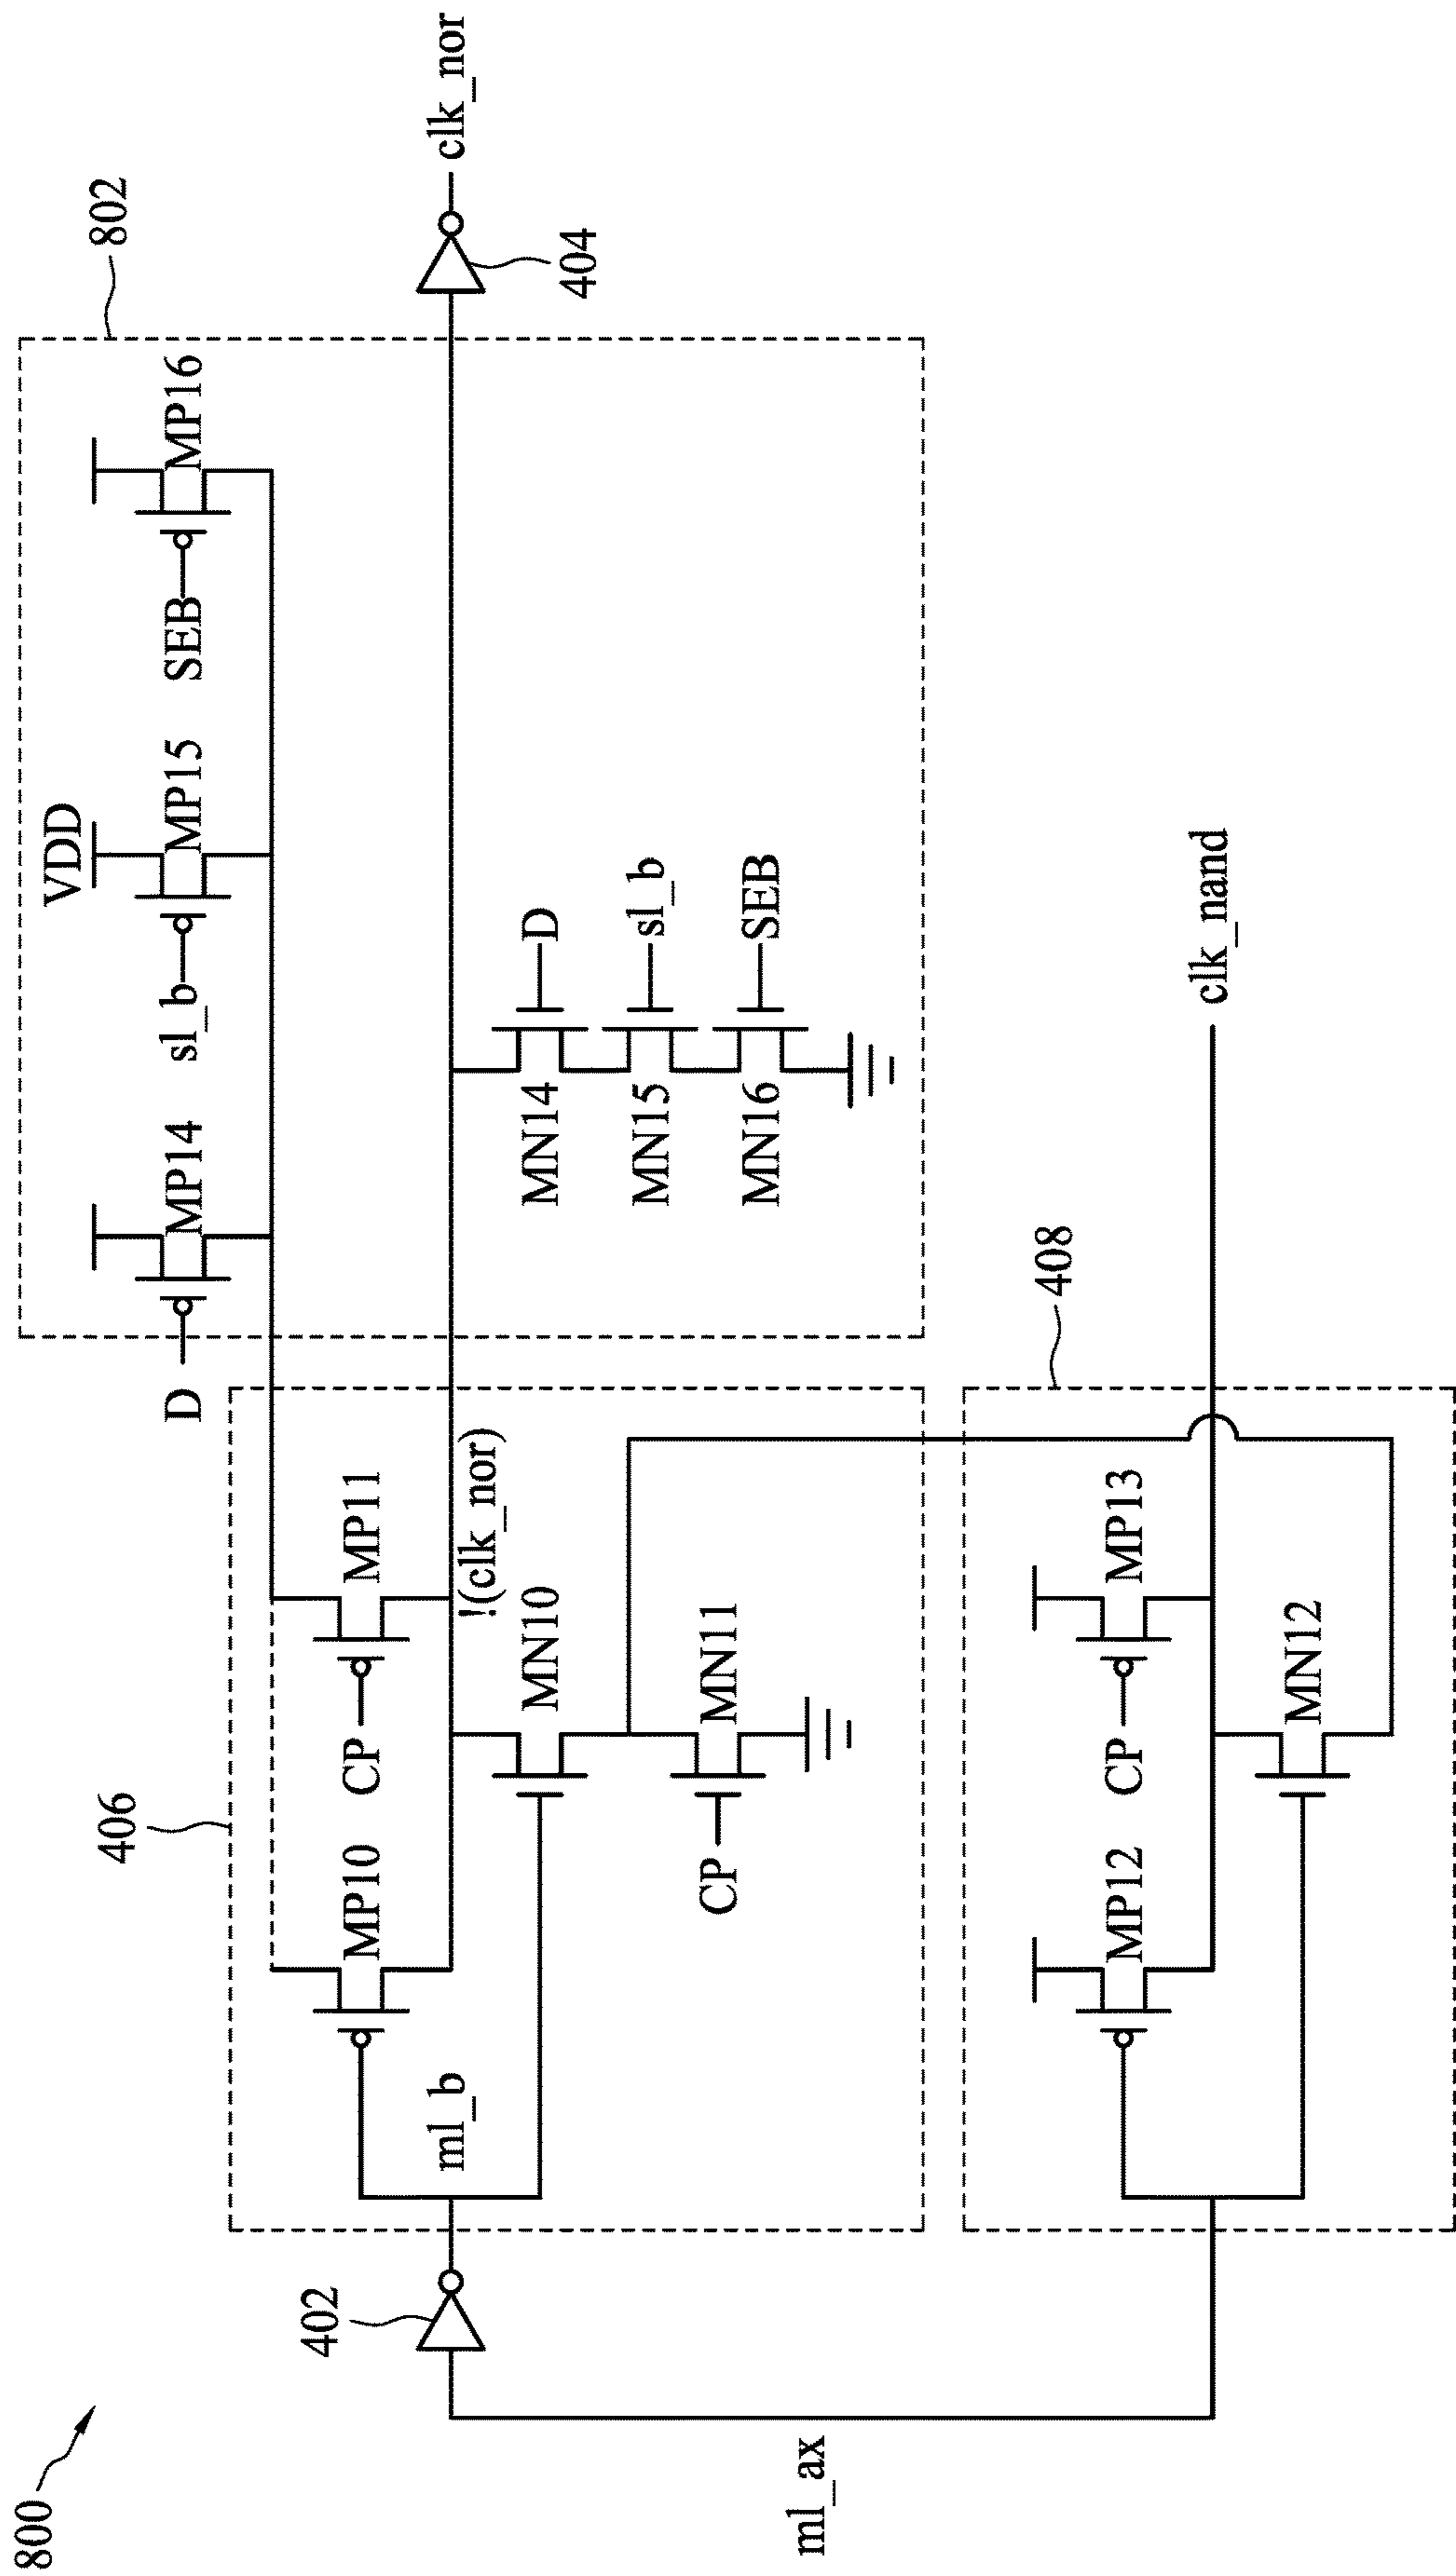 800
802
VDD
D
MP14
sl_b
MP15
SEB
MP16
406
MP10
MP11
CP
402
ml_b
!(clk_nor)
404
clk_nor
MN10
MN14
D
MN15
sl_b
MN11
CP
MN16
SEB
ml_ax
408
MP12
MP13
CP
clk_nand
MN12